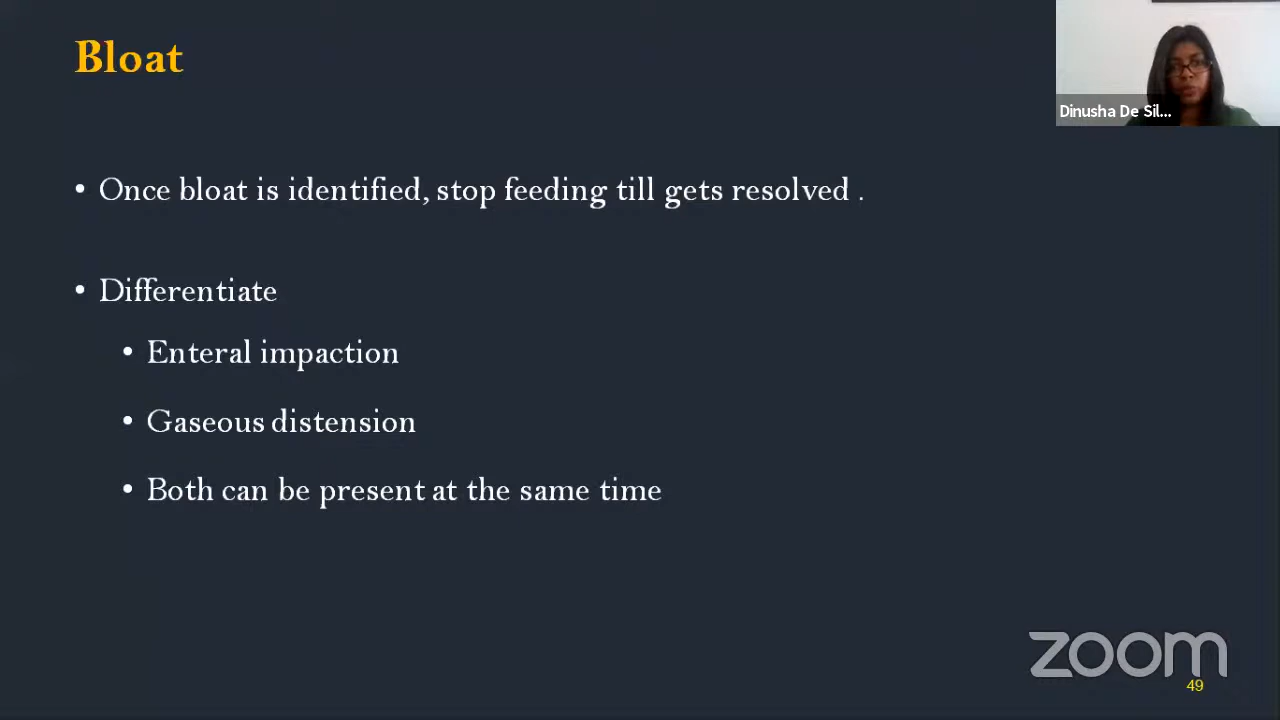 Bloat
Dinusha De Sil...
• Once bloat is identified, stop feeding till gets resolved .
• Differentiate
• Enteral impaction
• Gaseous distension
• Both can be present at the same time
zoom
49